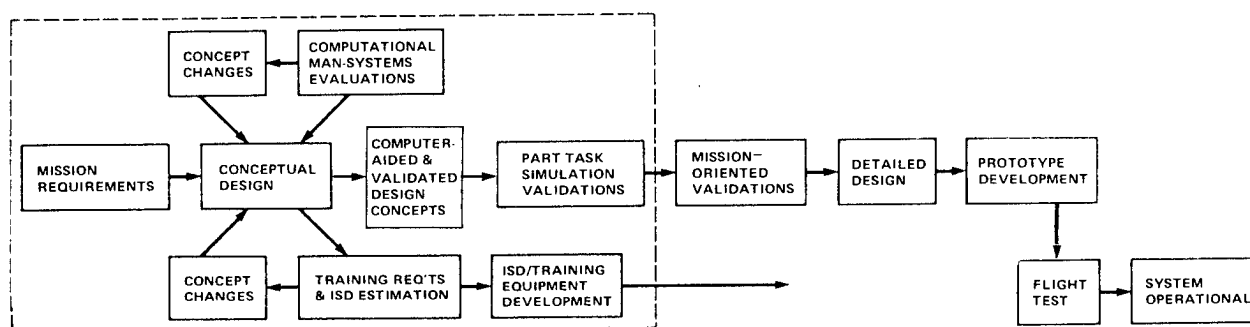 CONCEPT
CHANGES
COMPUTATIONAL
MAN-SYSTEMS
EVALUATIONS
MISSION
REQUIREMENTS
CONCEPTUAL
DESIGN
COMPUTER-
AIDED &
VALIDATED
DESIGN
CONCEPTS
PART TASK
SIMULATION
VALIDATIONS
MISSION—
ORIENTED
VALIDATIONS
DETAILED
DESIGN
PROTOTYPE
DEVELOPMENT
CONCEPT
CHANGES
TRAINING REQ'TS
& ISD ESTIMATION
ISD/TRAINING
EQUIPMENT
DEVELOPMENT
FLIGHT
TEST
SYSTEM
OPERATIONAL